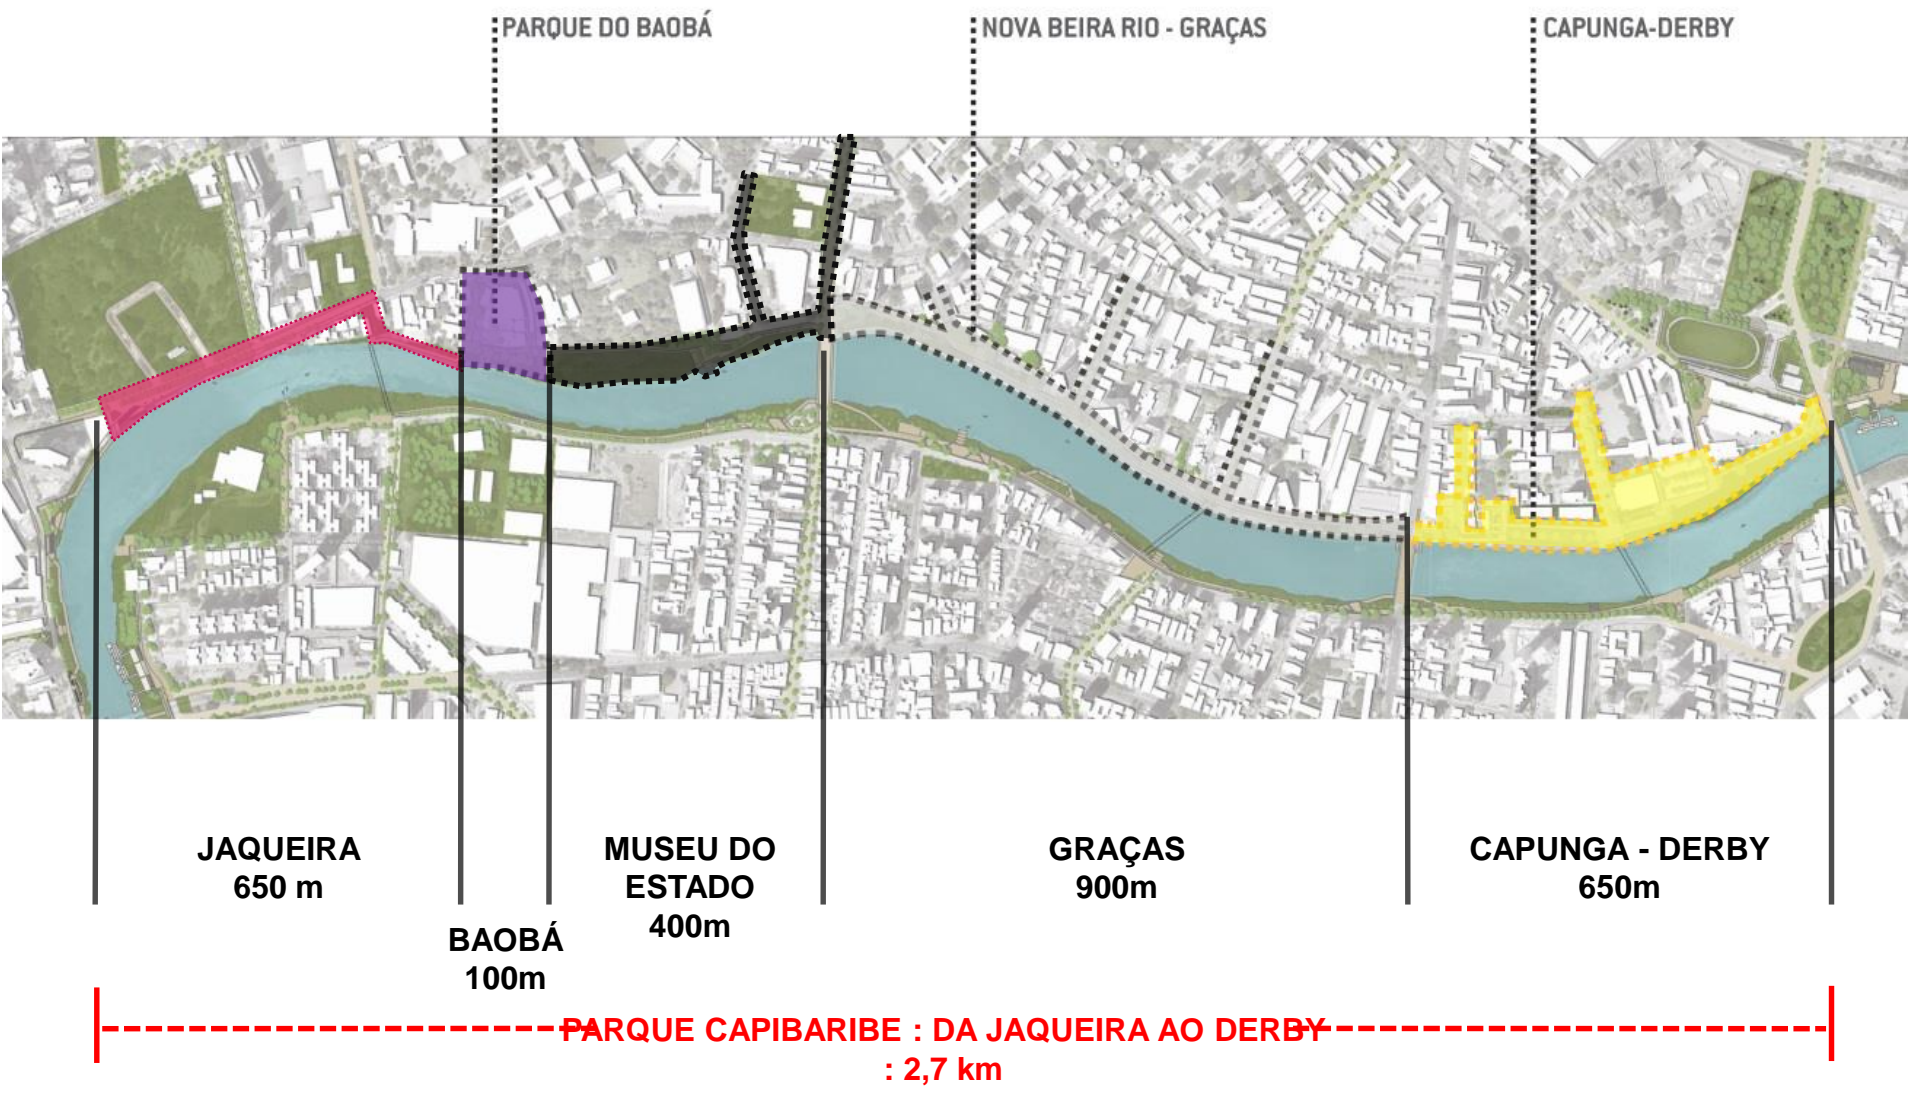 PARQUE DO BAOBÁ
NOVA BEIRA RIO - GRAÇAS
CAPUNGA-DERBY
JAQUEIRA
650 m
BAOBÁ
100m
MUSEU DO
ESTADO
400m
GRAÇAS
900m
CAPUNGA - DERBY
650m
PARQUE CAPIBARIBE : DA JAQUEIRA AO DERBY
: 2,7 km